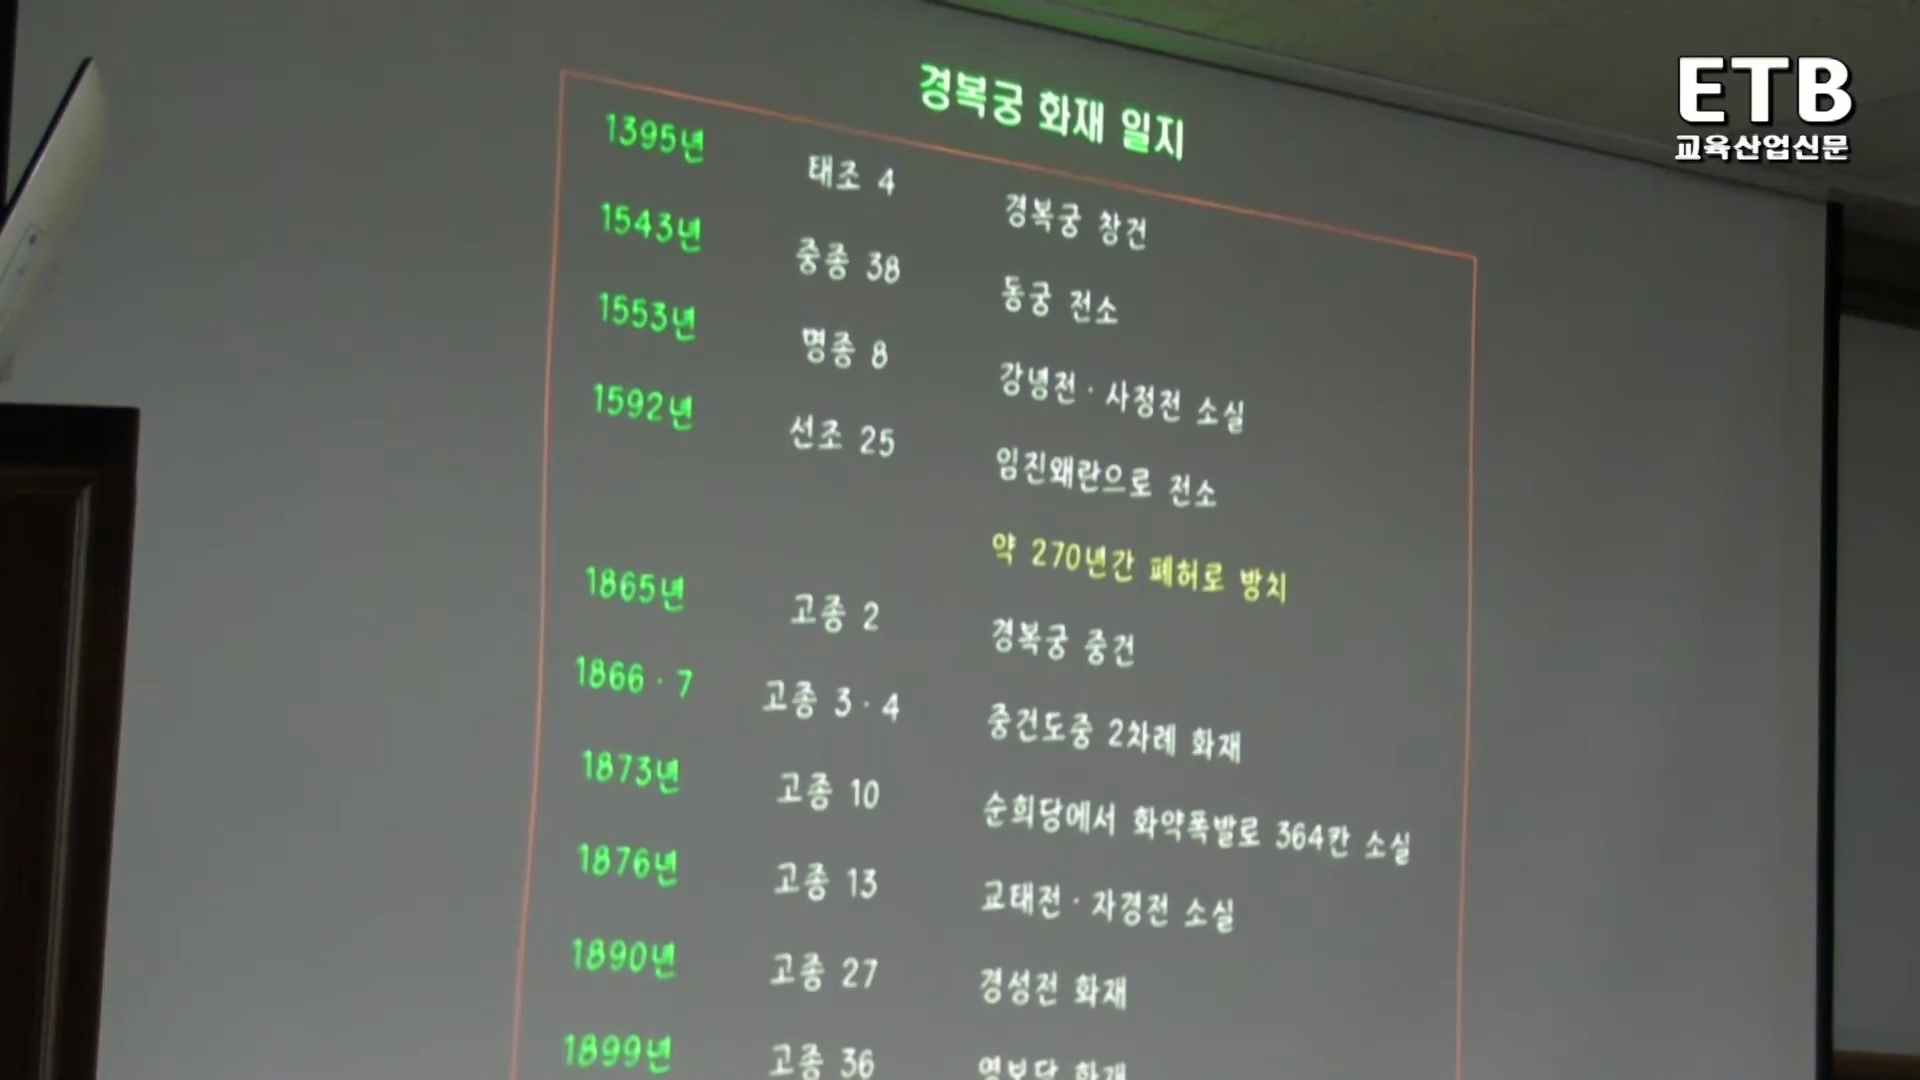 ETB
교육산업신문
경복궁 화재 일지
1395년 태조 4 경복궁 창건
1543년 중종 38 동궁 전소
1553년 명종 8 강녕전·사정전 소실
1592년 선조 25 임진왜란으로 전소
약 270년간 폐허로 방치
1865년 고종 2 경복궁 중건
1866·7 고종 3·4 중건도중 2차례 화재
1873년 고종 10 순희당에서 화약폭발로 364칸 소실
1876년 고종 13 교태전·자경전 소실
1890년 고종 27 경성전 화재
1899년 고종 36 영보당 화재